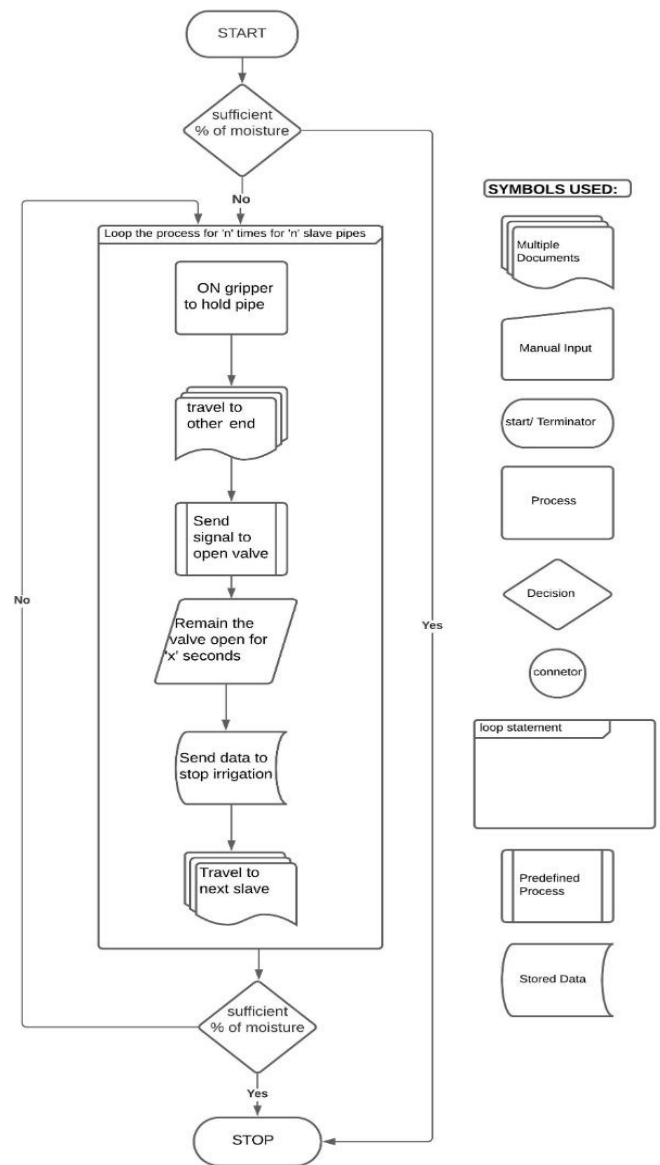 START
sufficient
% of moisture
No
Loop the process for 'n' times for 'n' slave pipes
ON gripper
to hold pipe
travel to
other end
Send
signal to
open valve
Remain the
valve open for
'x' seconds
Send data to
stop irrigation
Travel to
next slave
sufficient
% of moisture
Yes
STOP
No
Yes
SYMBOLS USED:
Multiple
Documents
Manual Input
start/ Terminator
Process
Decision
connetor
loop statement
Predefined
Process
Stored Data